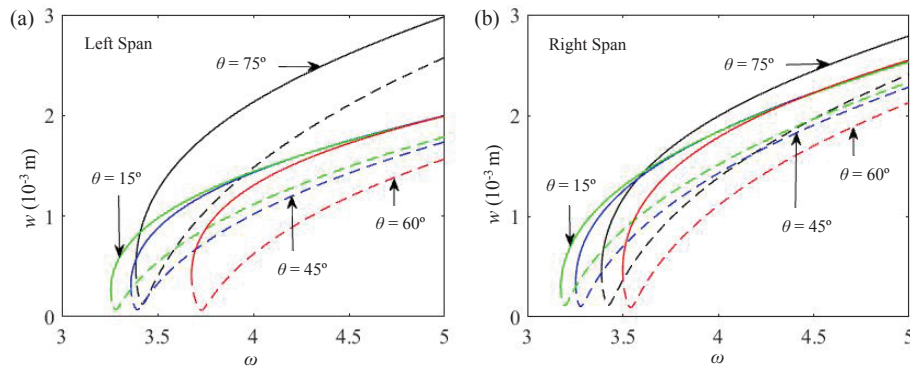 (a)
3
2
1
0
w (10⁻³ m)
Left Span
θ = 75º
θ = 15º
θ = 60º
θ = 45º
3
3.5
4
4.5
5
ω
(b)
3
2
1
0
w (10⁻³ m)
Right Span
θ = 75º
θ = 15º
θ = 60º
θ = 45º
3
3.5
4
4.5
5
ω